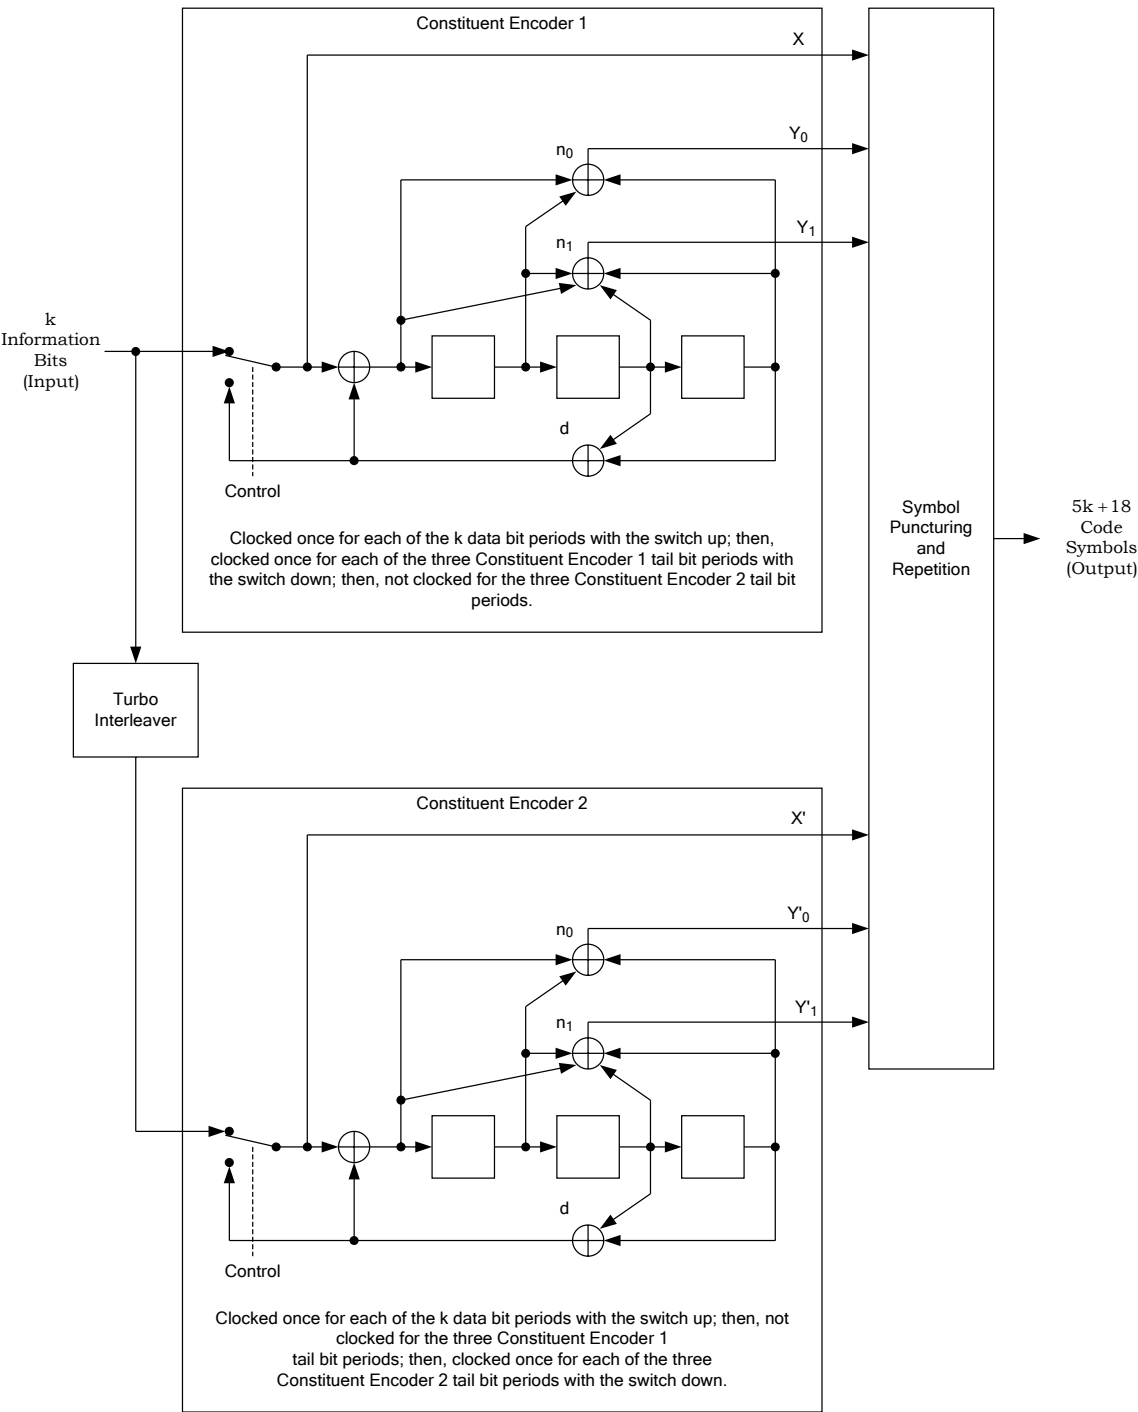 Constituent Encoder 1
X
Y0
n0
Y1
n1
k
Information
Bits
(Input)
d
Control
Clocked once for each of the k data bit periods with the switch up; then,
clocked once for each of the three Constituent Encoder 1 tail bit periods with
the switch down; then, not clocked for the three Constituent Encoder 2 tail bit
periods.
Symbol
Puncturing
and
Repetition
5k +18
Code
Symbols
(Output)
Turbo
Interleaver
Constituent Encoder 2
X'
Y'0
n0
Y'1
n1
d
Control
Clocked once for each of the k data bit periods with the switch up; then, not
clocked for the three Constituent Encoder 1
tail bit periods; then, clocked once for each of the three
Constituent Encoder 2 tail bit periods with the switch down.